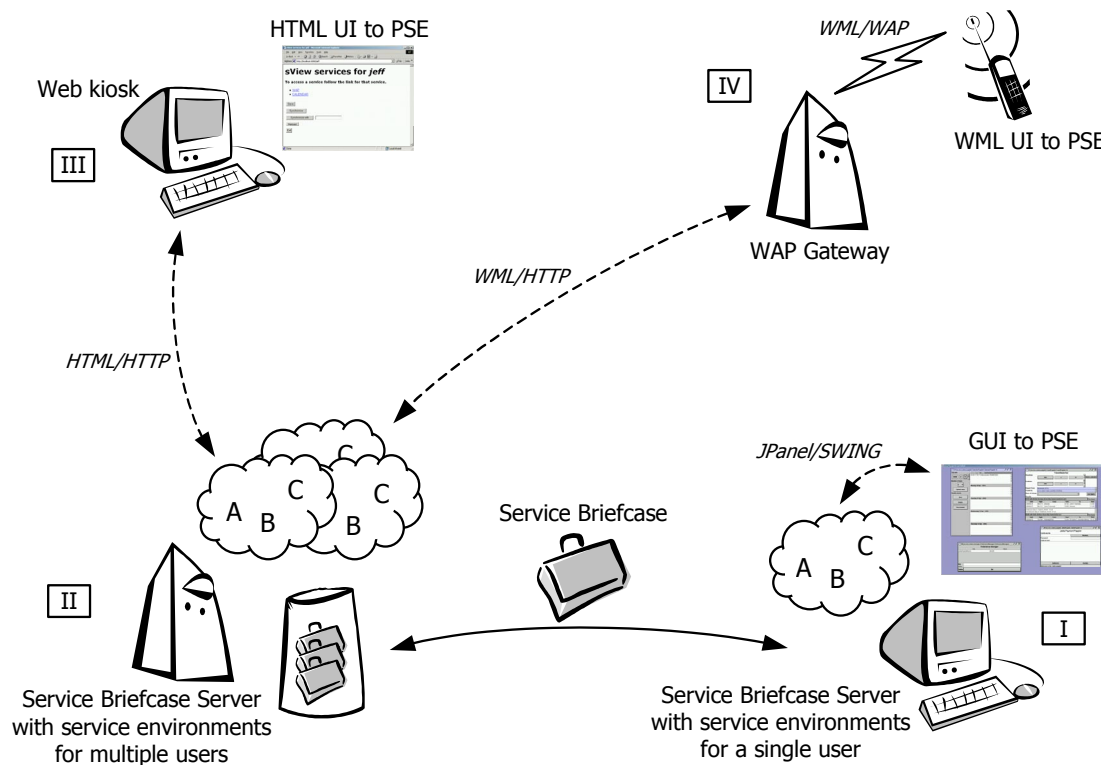 HTML UI to PSE
sView services for jeff
To access a service follow the link for that service.
Web kiosk
III
WML/WAP
IV
WML UI to PSE
WAP Gateway
WML/HTTP
HTML/HTTP
C
A B C
B C
JPanel/SWING
GUI to PSE
Service Briefcase
A B C
II
I
Service Briefcase Server
with service environments
for multiple users
Service Briefcase Server
with service environments
for a single user